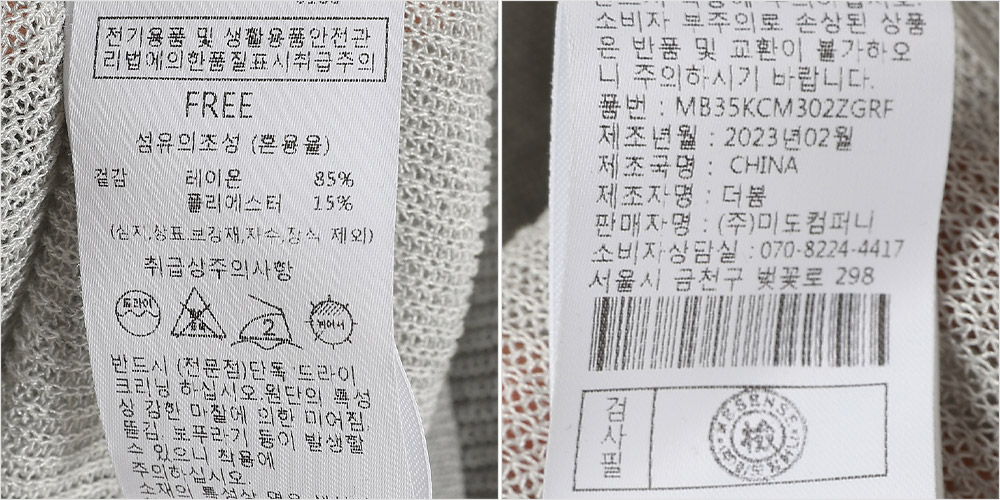 전기용품 및 생활용품안전관
리법에의한품질표시취급주의
FREE
섬유의조성 (혼용율)
겉감 레이온 85%
폴리에스터 15%
(심지,상표,보강재,자수,장식 제외)
취급상주의사항
드라이
2
반드시 (전문점)단독 드라이
크리닝 하십시오.원단의 특성
상 강한 마찰에 의한 미어짐,
뜯김, 보푸라기 등이 발생할
수 있으니 착용에
주의하십시오.
소재의 특성상
소비자 부주의로 손상된 상품
은 반품 및 교환이 불가하오
니 주의하시기 바랍니다.
품번 : MB35KCM302ZGRF
제조년월 : 2023년02월
제조국명 : CHINA
제조자명 : 더봄
판매자명 : (주)미도컴퍼니
소비자상담실 : 070-8224-4417
서울시 금천구 벚꽃로 298
검사필